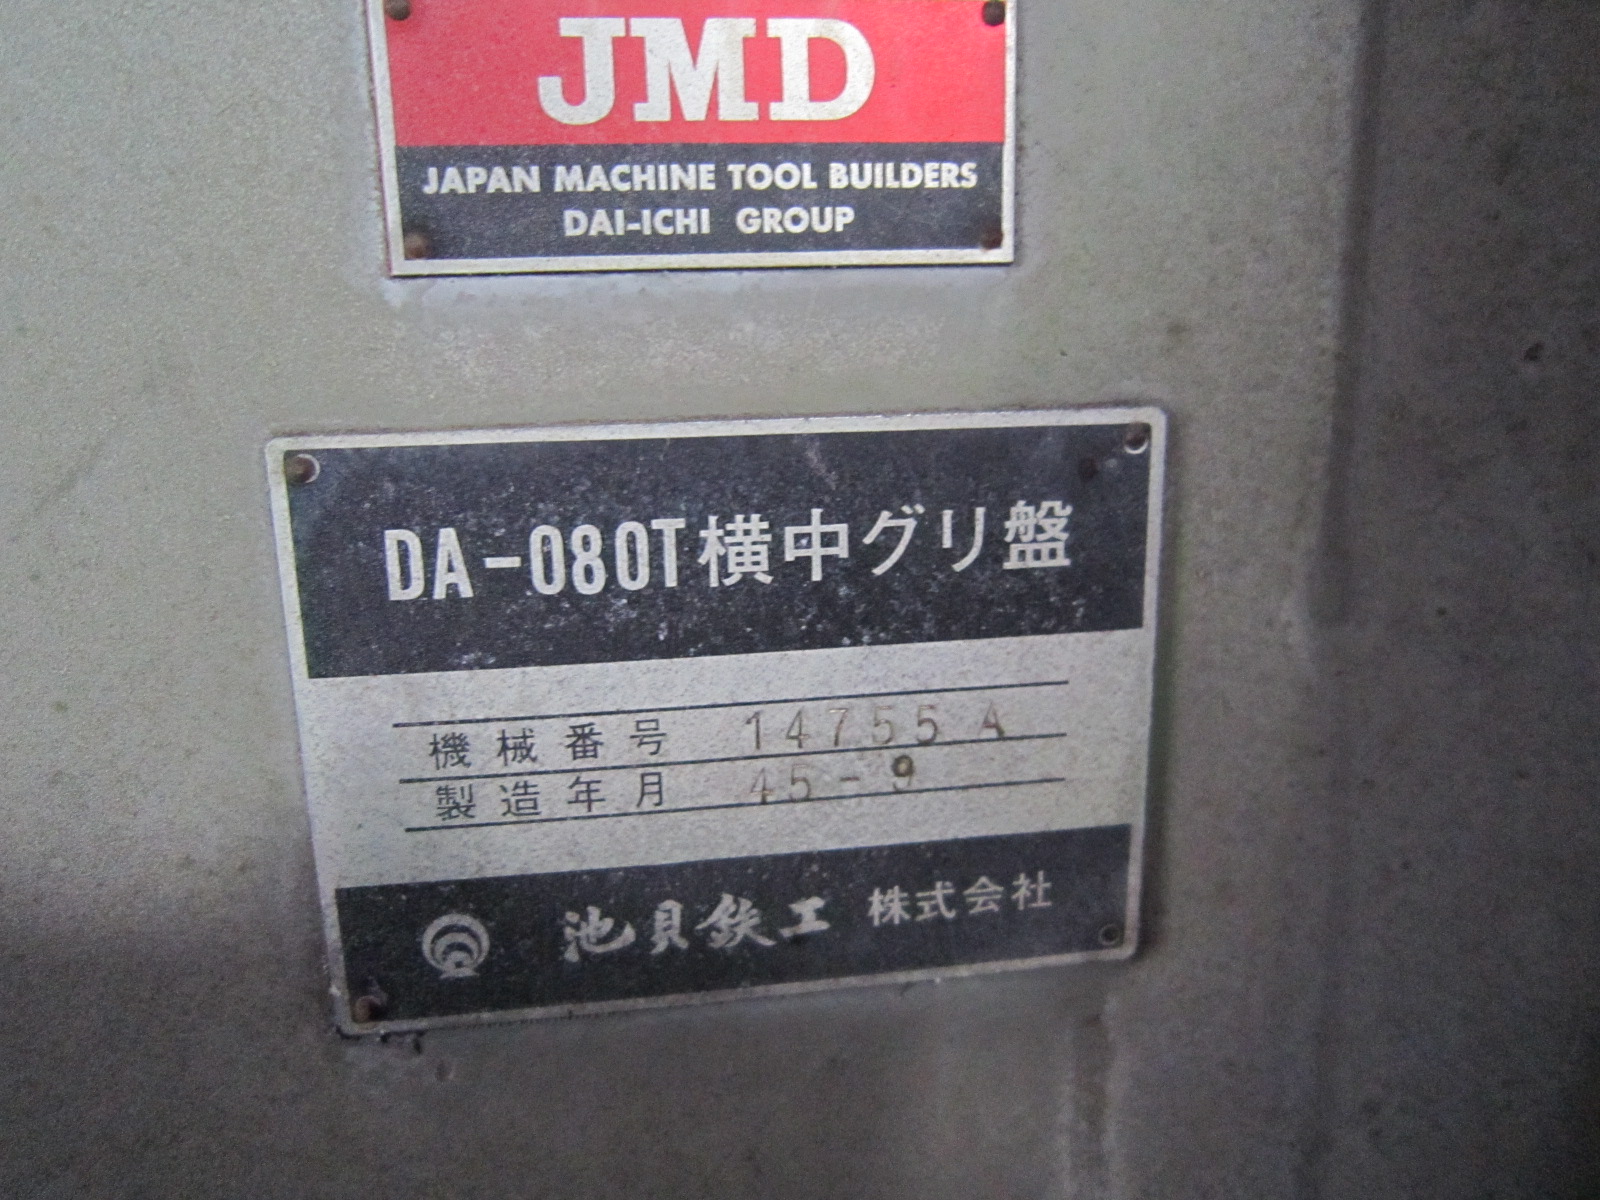 JMD
JAPAN MACHINE TOOL BUILDERS
DAI-ICHI GROUP
DA-080T横中グリ盤
機械番号 14755 A
製造年月 45-9
池貝鉄工 株式会社